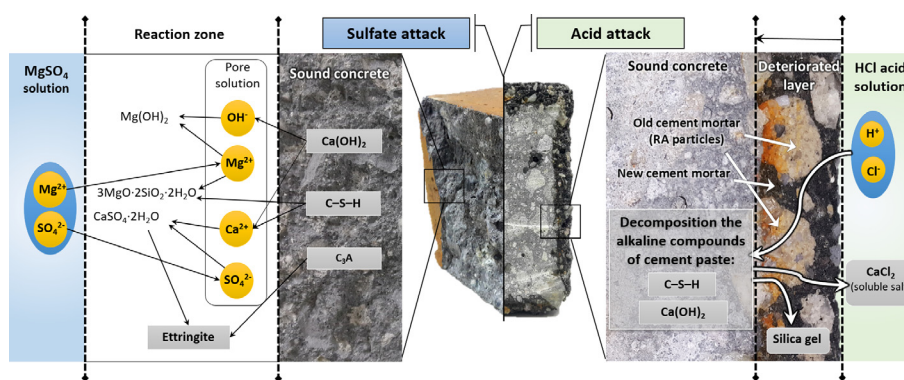 Reaction zone
Sulfate attack
Acid attack
MgSO₄
solution
Pore
solution
Sound concrete
Sound concrete
Deteriorated
layer
HCl acid
solution
Mg(OH)₂
OH⁻
Mg²⁺
3MgO·2SiO₂·2H₂O
CaSO₄·2H₂O
Ca²⁺
SO₄²⁻
Mg²⁺
SO₄²⁻
Ettringite
Ca(OH)₂
C–S–H
C₃A
Old cement mortar
(RA particles)
New cement mortar
Decomposition the
alkaline compounds
of cement paste:
C–S–H
Ca(OH)₂
H⁺
Cl⁻
CaCl₂
(soluble salt)
Silica gel